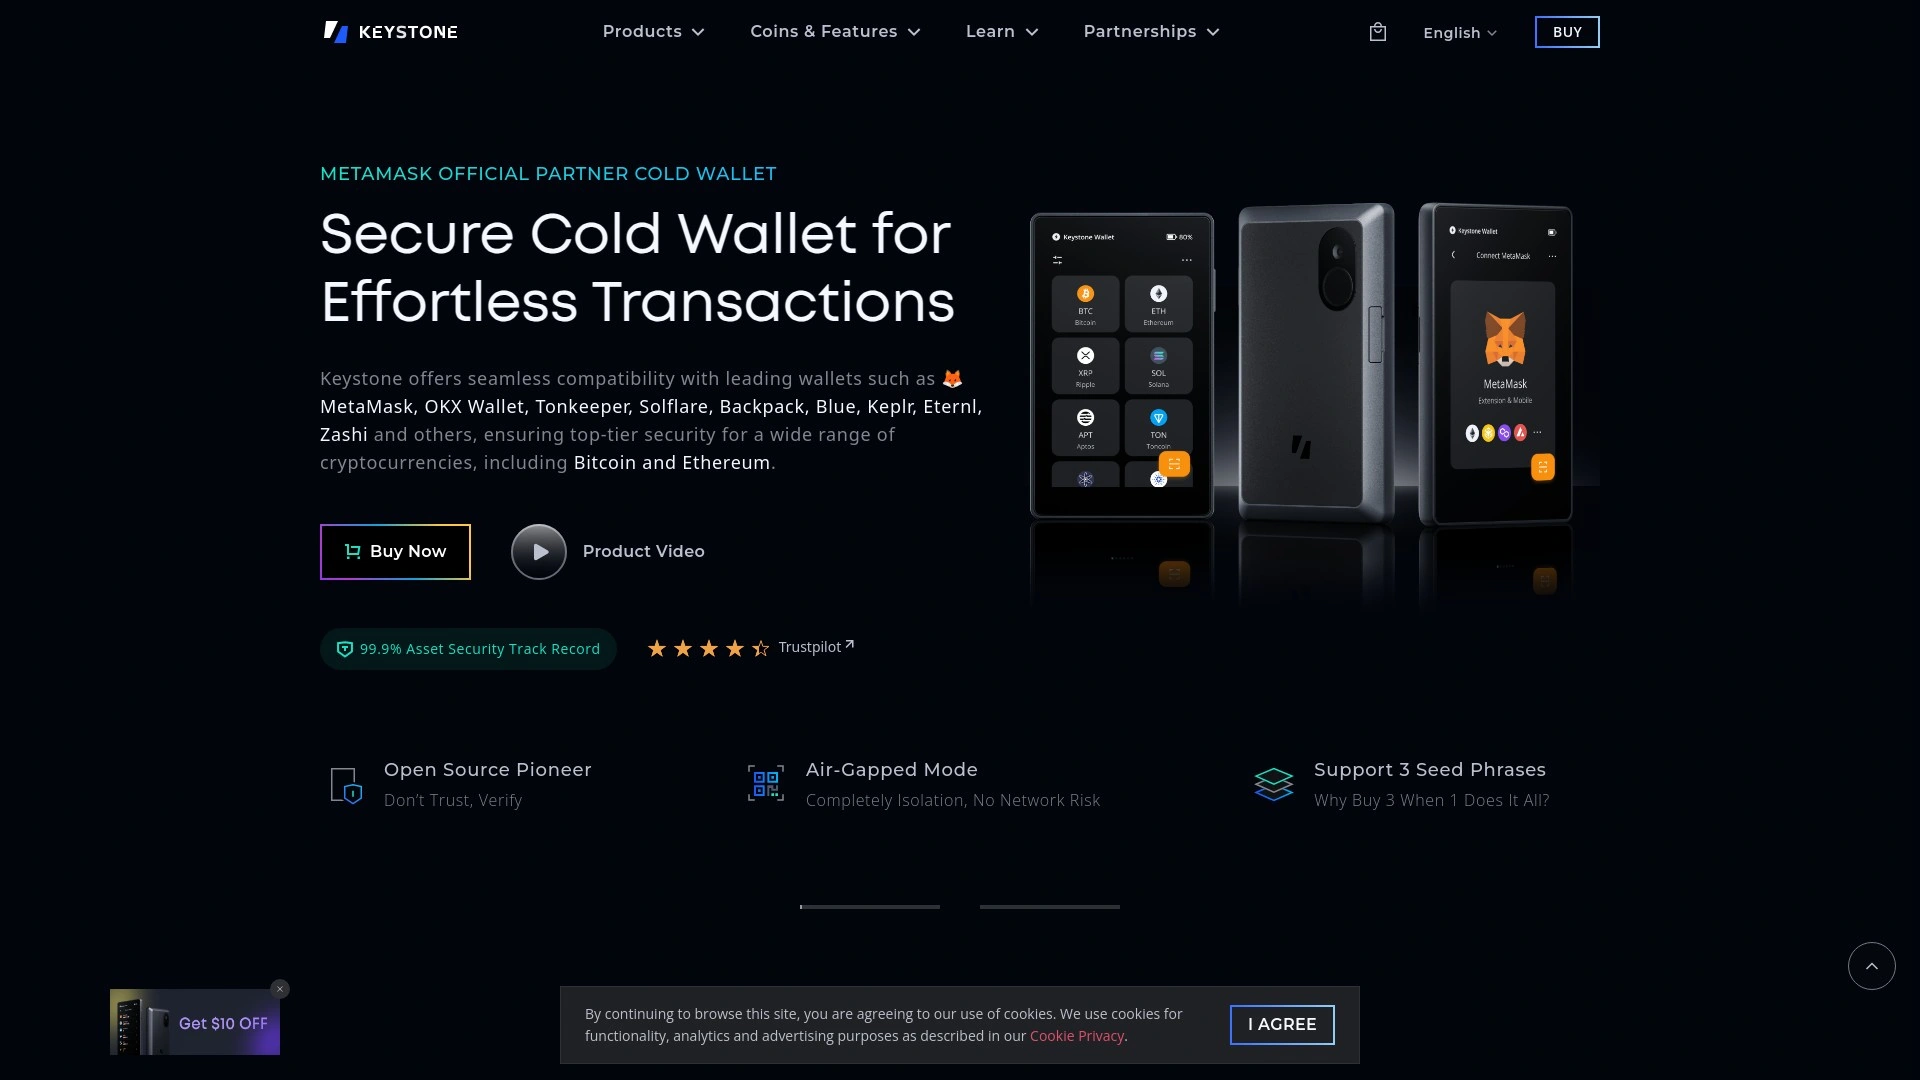 KEYSTONE
Products
Coins & Features
Learn
Partnerships
English
BUY
METAMASK OFFICIAL PARTNER COLD WALLET
Secure Cold Wallet for
Effortless Transactions
Keystone offers seamless compatibility with leading wallets such as 🦊
MetaMask, OKX Wallet, Tonkeeper, Solflare, Backpack, Blue, Keplr, Eternl,
Zashi and others, ensuring top-tier security for a wide range of
cryptocurrencies, including Bitcoin and Ethereum.
Buy Now
Product Video
99.9% Asset Security Track Record
Trustpilot
Keystone Wallet
80%
BTC
Bitcoin
ETH
Ethereum
XRP
Ripple
SOL
Solana
APT
Aptos
TON
Toncoin
Keystone Wallet
Connect MetaMask
MetaMask
Extension & Mobile
Open Source Pioneer
Don’t Trust, Verify
Air-Gapped Mode
Completely Isolation, No Network Risk
Support 3 Seed Phrases
Why Buy 3 When 1 Does It All?
Get $10 OFF
By continuing to browse this site, you are agreeing to our use of cookies. We use cookies for
functionality, analytics and advertising purposes as described in our Cookie Privacy.
I AGREE